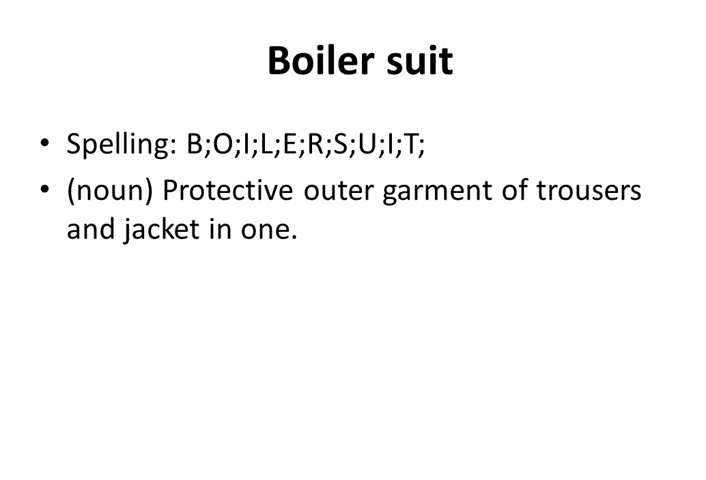 Boiler suit
• Spelling: B;O;I;L;E;R;S;U;I;T;
• (noun) Protective outer garment of trousers
and jacket in one.